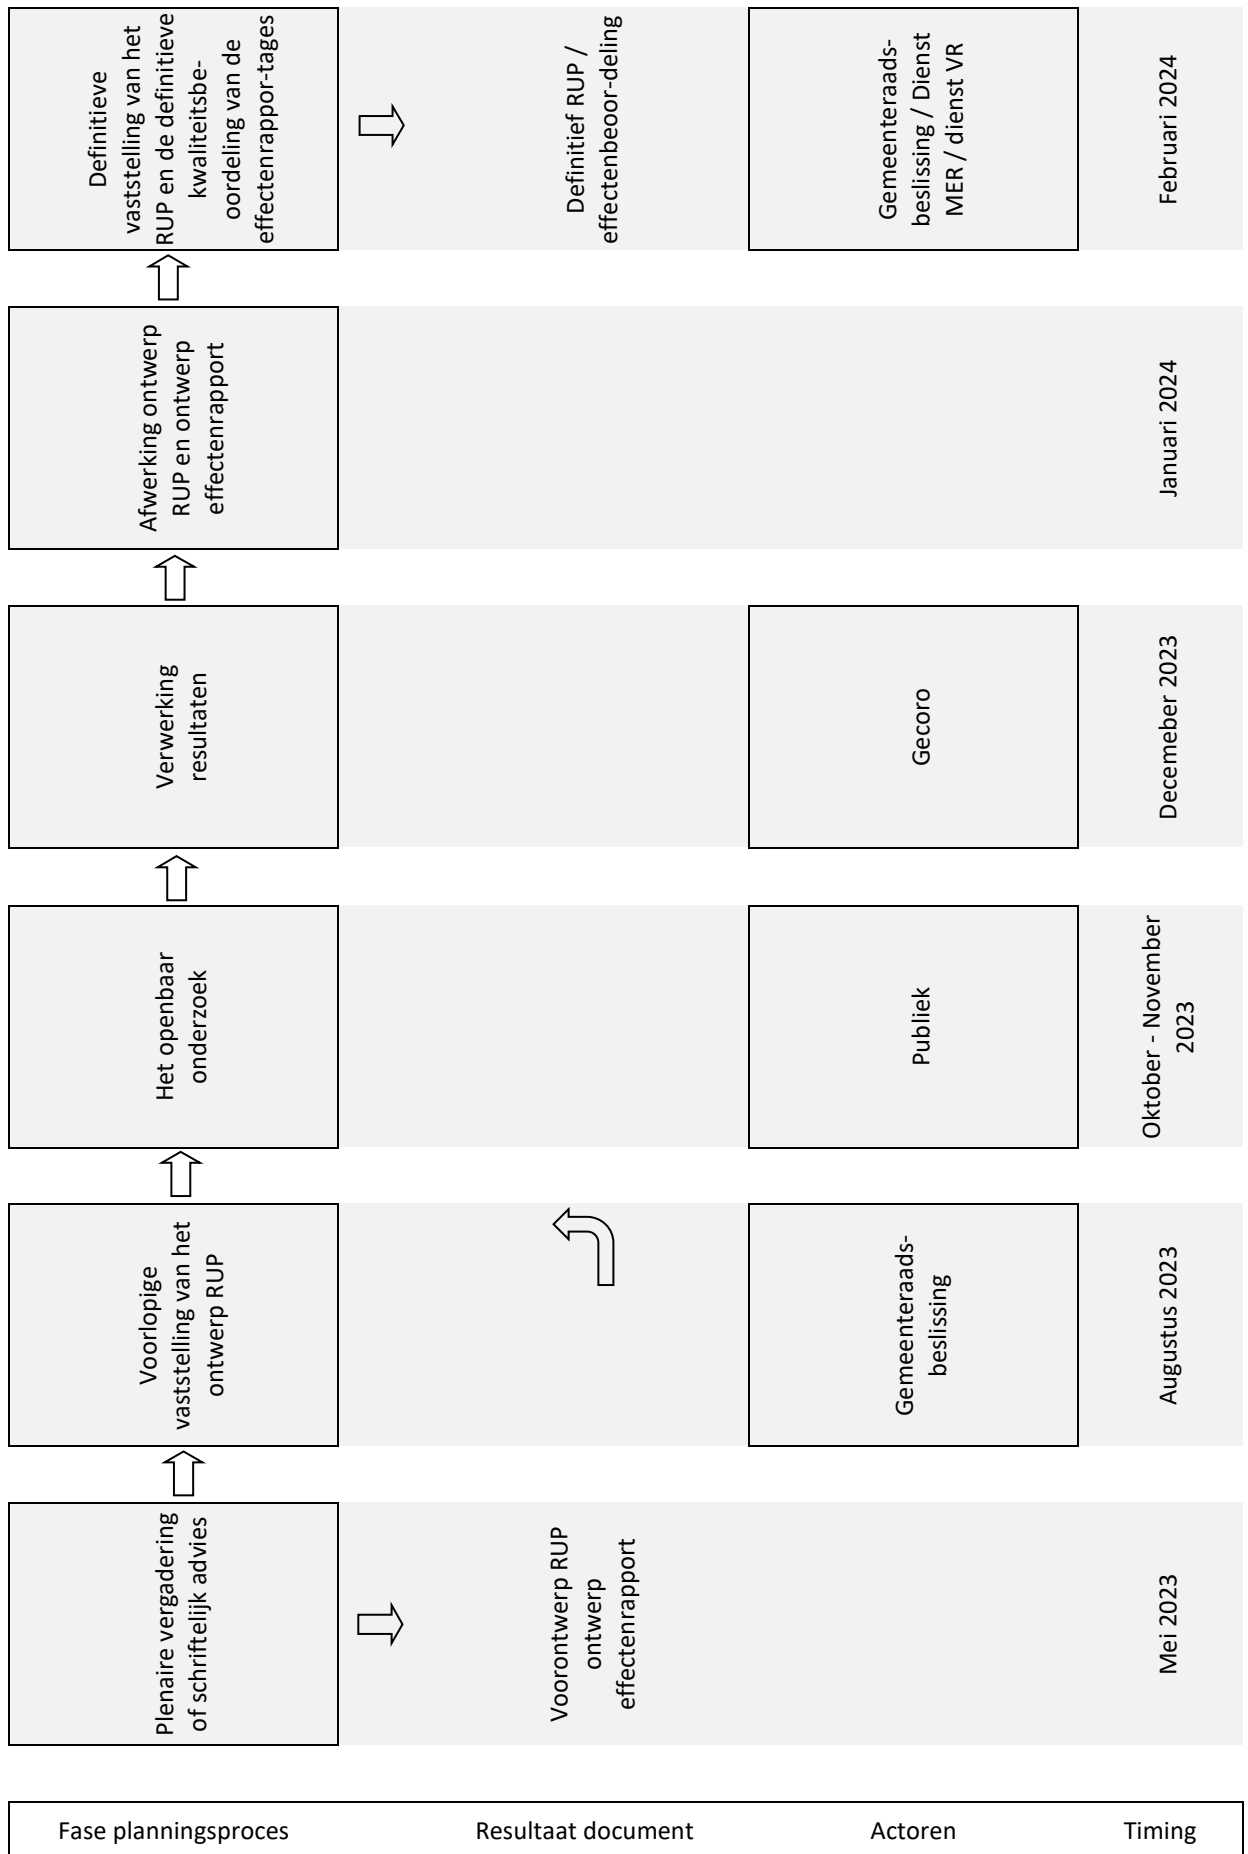 Fase planningsproces
Resultaat document
Actoren
Timing
Plenaire vergadering
of schriftelijk advies
Voorontwerp RUP
ontwerp
effectenrapport
Mei 2023
Voorlopige
vaststelling van het
ontwerp RUP
Gemeenteraads-
beslissing
Augustus 2023
Het openbaar
onderzoek
Publiek
Oktober - November
2023
Verwerking
resultaten
Gecoro
Decemeber 2023
Afwerking ontwerp
RUP en ontwerp
effectenrapport
Januari 2024
Definitieve
vaststelling van het
RUP en de definitieve
kwaliteitsbe-
oordeling van de
effectenrappor-tages
Definitief RUP /
effectenbeoor-deling
Gemeenteraads-
beslissing / Dienst
MER / dienst VR
Februari 2024